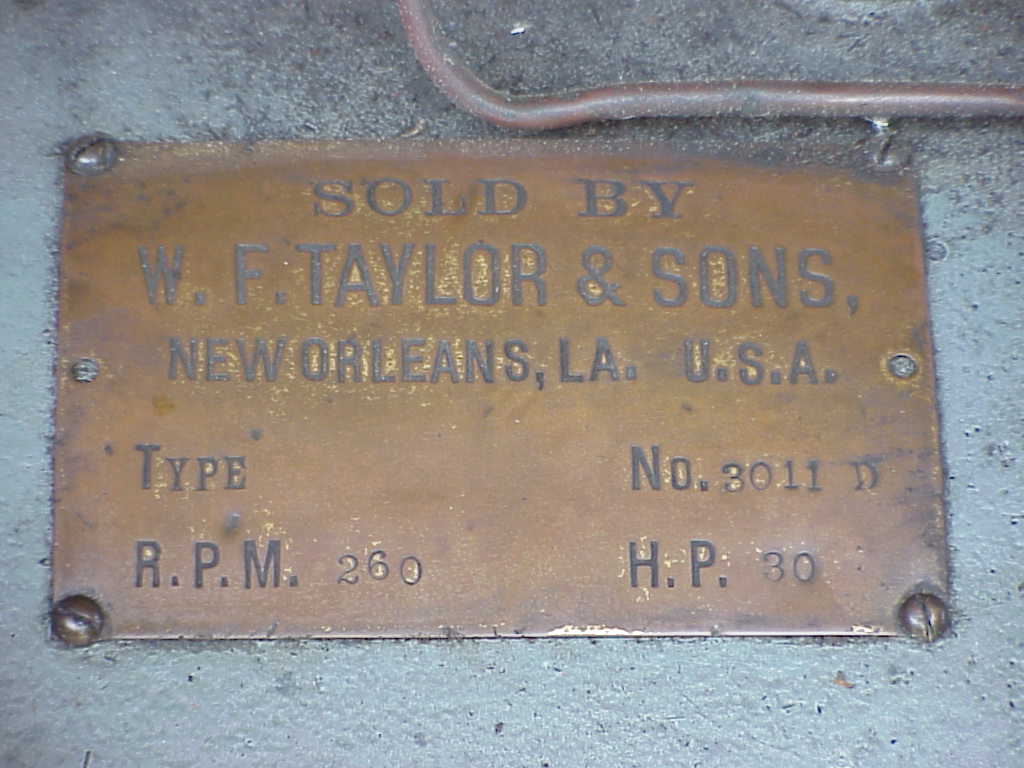 SOLD BY
W. F. TAYLOR & SONS,
NEW ORLEANS, LA. U.S.A.
TYPE No. 3011 D
R.P.M. 260 H.P. 30